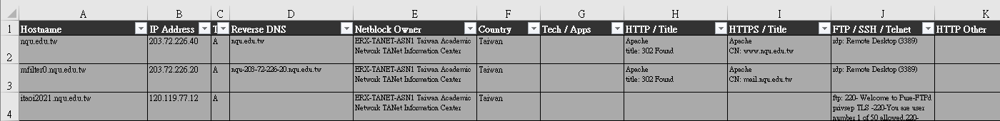 A B C D E F G H I J K
1 Hostname IP Address T Reverse DNS Netblock Owner Country Tech / Apps HTTP / Title HTTPS / Title FTP / SSH / Telnet HTTP Other
2 nqu.edu.tw 203.72.226.40 A nqu.edu.tw ERX-TANET-ASN1 Taiwan Academic Taiwan Apache Apache rdp: Remote Desktop (3389)
Network TANet Information Center title: 302 Found CN: www.nqu.edu.tw
3 mfilter0.nqu.edu.tw 203.72.226.20 A nqu-203-72-226-20.nqu.edu.tw ERX-TANET-ASN1 Taiwan Academic Taiwan Apache Apache rdp: Remote Desktop (3389)
Network TANet Information Center title: 302 Found CN: mail.nqu.edu.tw
4 itaoi2021.nqu.edu.tw 120.119.77.12 A ERX-TANET-ASN1 Taiwan Academic Taiwan ftp: 220- Welcome to Pure-FTPd
Network TANet Information Center privsep TLS -220-You are user
number 1 of 50 allowed.220-